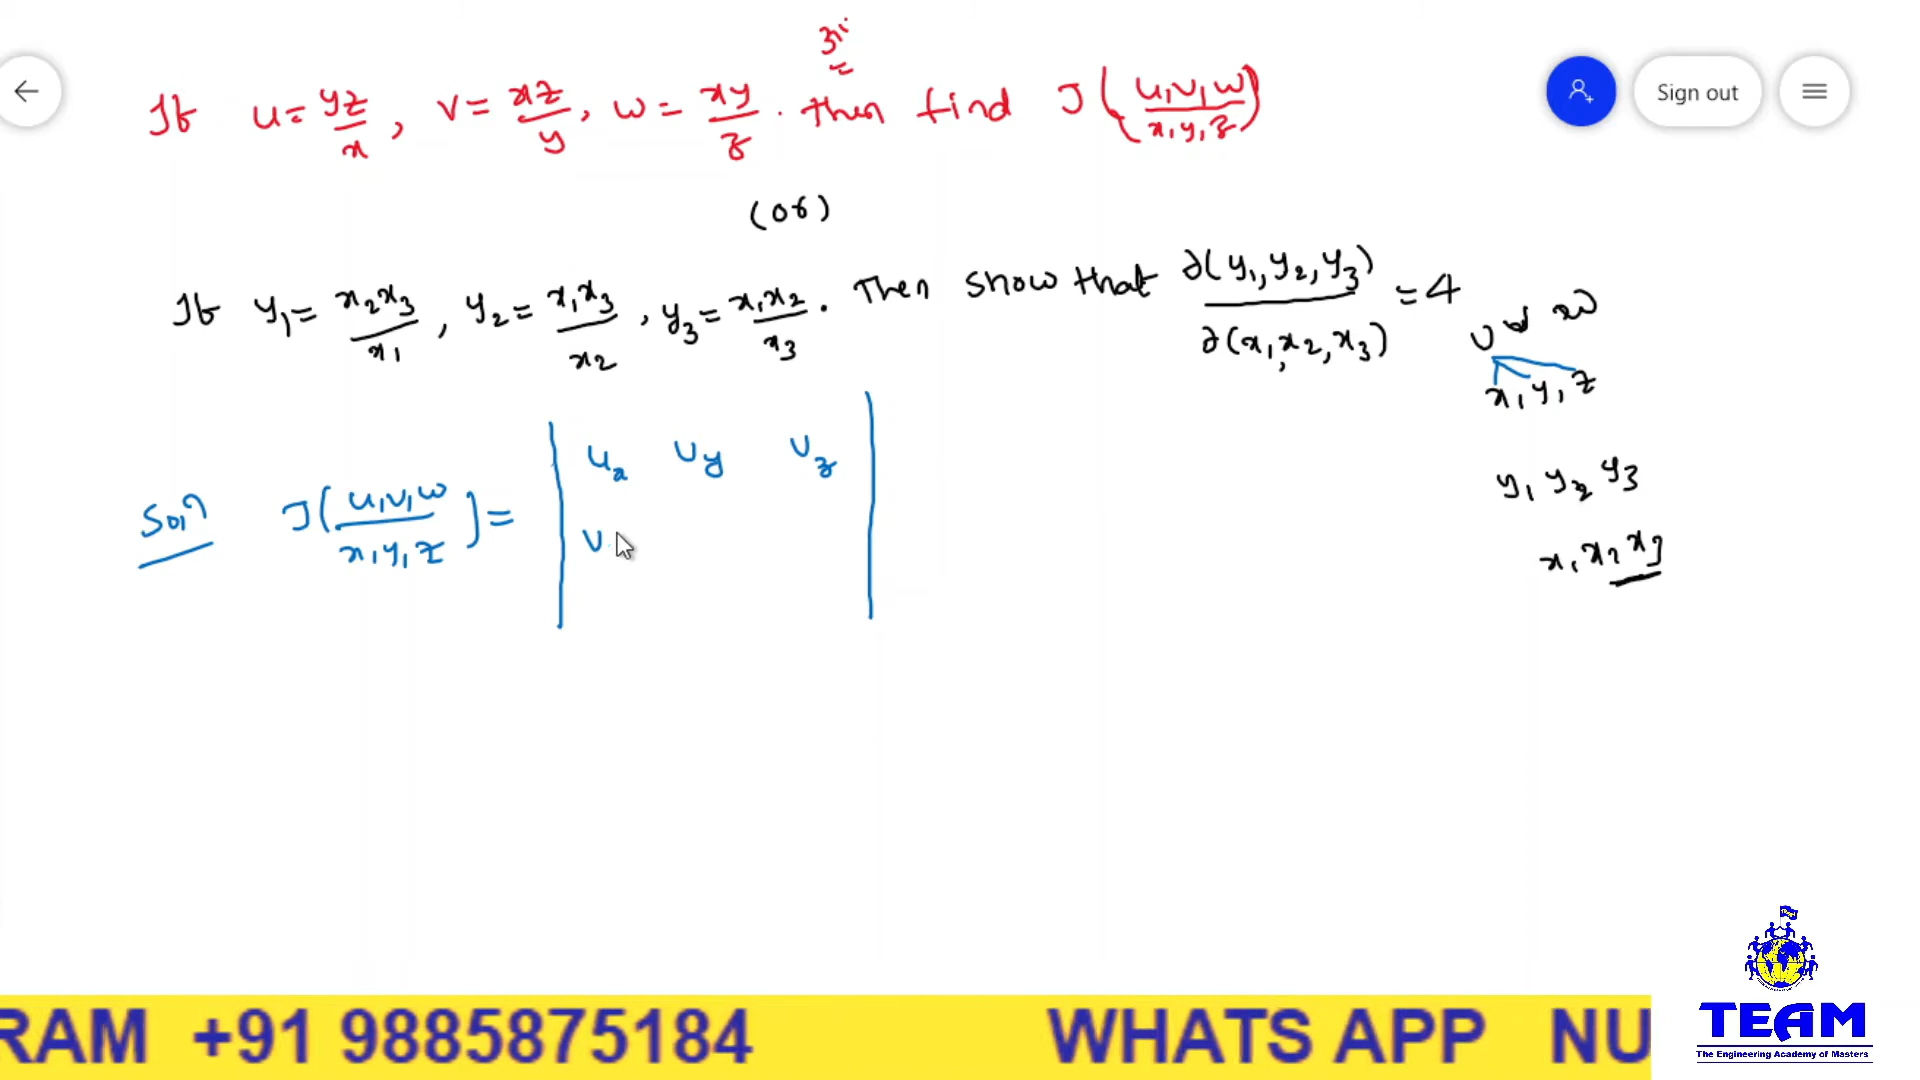 3M
If u = yz/x , v = xz/y , w = xy/z . then find J (u,v,w / x,y,z)
Sign out
(or)
If y₁ = x₂x₃/x₁ , y₂ = x₁x₃/x₂ , y₃ = x₁x₂/x₃ . Then show that ∂(y₁,y₂,y₃)/∂(x₁,x₂,x₃) = 4
x, y, z
Soln J(u,v,w / x,y,z) = | uₓ u_y u_z
v
y₁ y₂ y₃
x₁ x₂ x₃
RAM +91 9885875184 WHATS APP NU
TEAM
The Engineering Academy of Masters